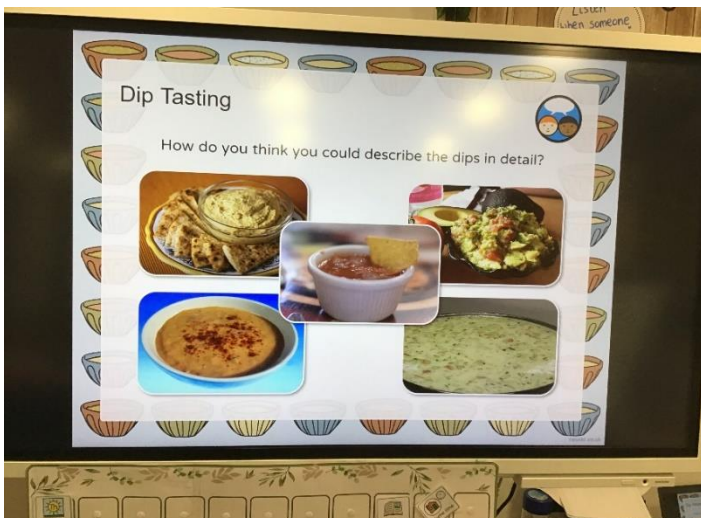 Listen
when someone
Dip Tasting
How do you think you could describe the dips in detail?